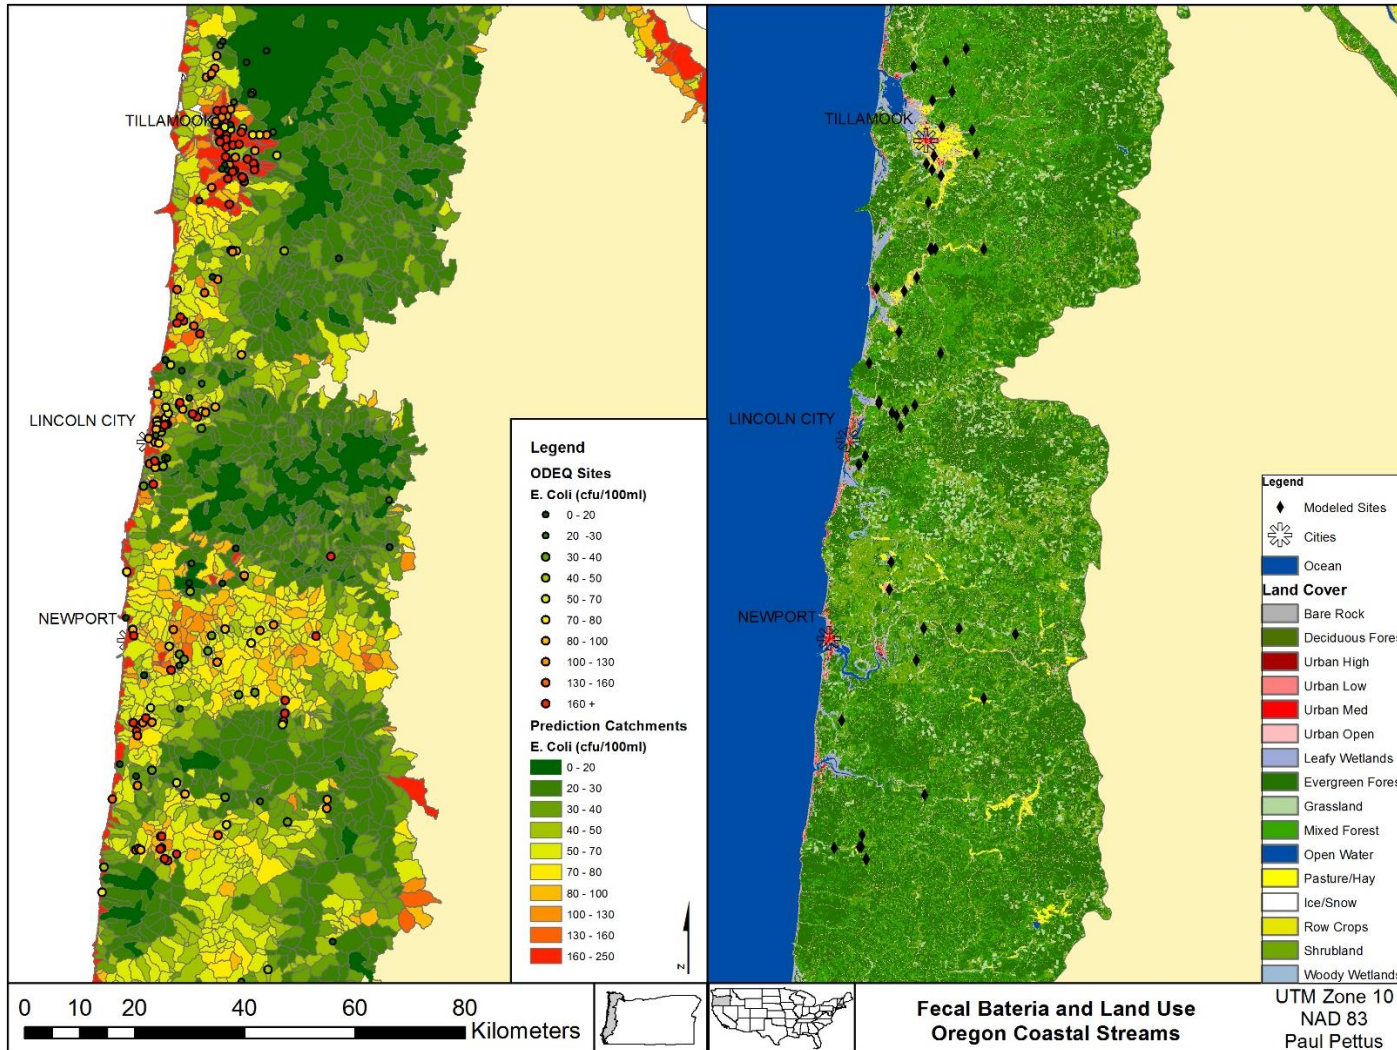 TILLAMOOK
LINCOLN CITY
NEWPORT
Legend
ODEQ Sites
E. Coli (cfu/100ml)
0 - 20
20 -30
30 - 40
40 - 50
50 - 70
70 - 80
80 - 100
100 - 130
130 - 160
160 +
Prediction Catchments
E. Coli (cfu/100ml)
0 - 20
20 - 30
30 - 40
40 - 50
50 - 70
70 - 80
80 - 100
100 - 130
130 - 160
160 - 250
N
TILLAMOOK
LINCOLN CITY
NEWPORT
Legend
Modeled Sites
Cities
Ocean
Land Cover
Bare Rock
Deciduous Fores
Urban High
Urban Low
Urban Med
Urban Open
Leafy Wetlands
Evergreen Fores
Grassland
Mixed Forest
Open Water
Pasture/Hay
Ice/Snow
Row Crops
Shrubland
Woody Wetlands
0 10 20 40 60 80
Kilometers
Fecal Bateria and Land Use
Oregon Coastal Streams
UTM Zone 10
NAD 83
Paul Pettus